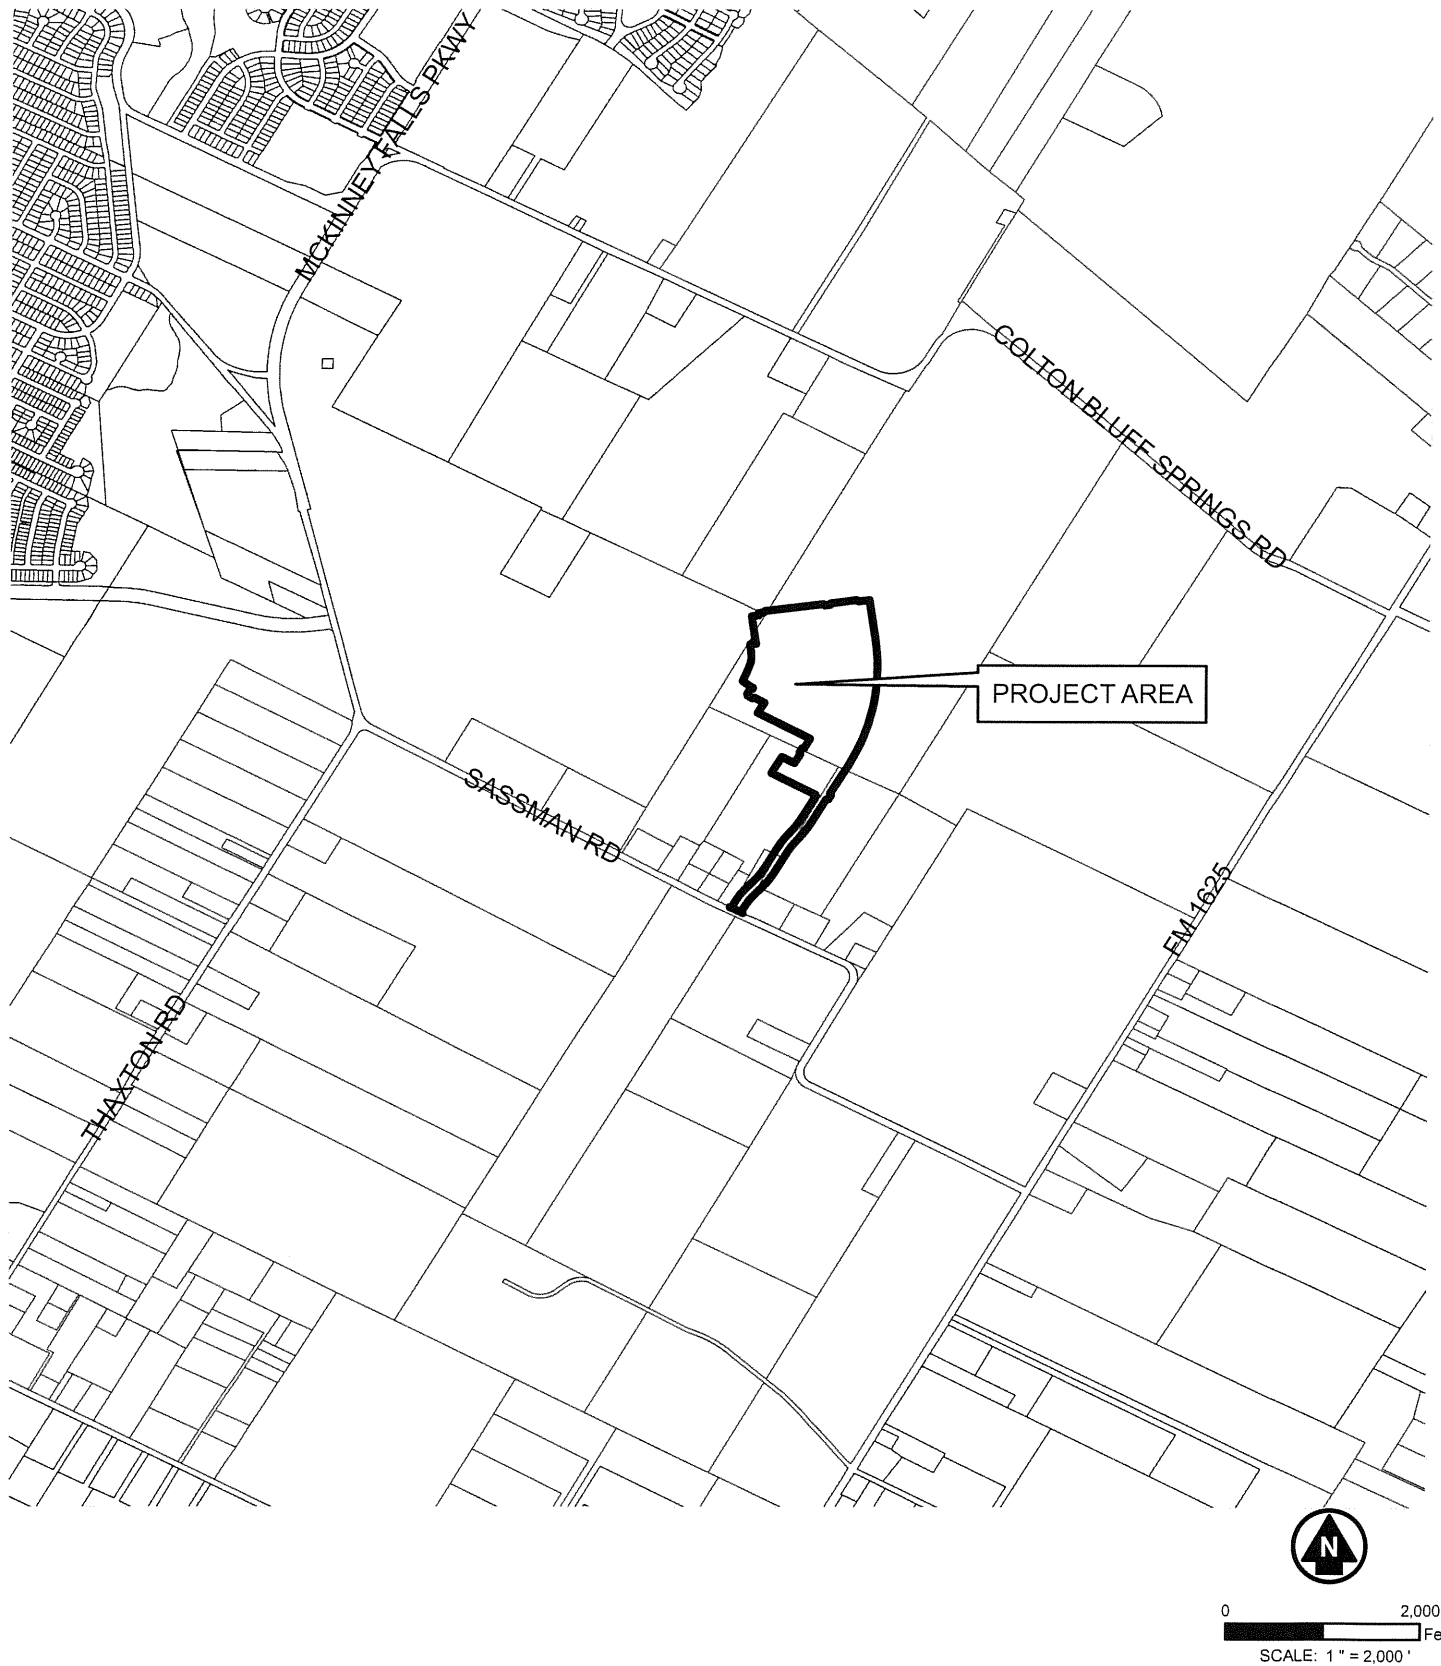 MCKINNEY FALLS PKWY
COLTON BLUFF SPRINGS RD
PROJECT AREA
SASSMAN RD
FM 1625
THAXTON RD
N
0 2,000
Fe
SCALE: 1 " = 2,000 '